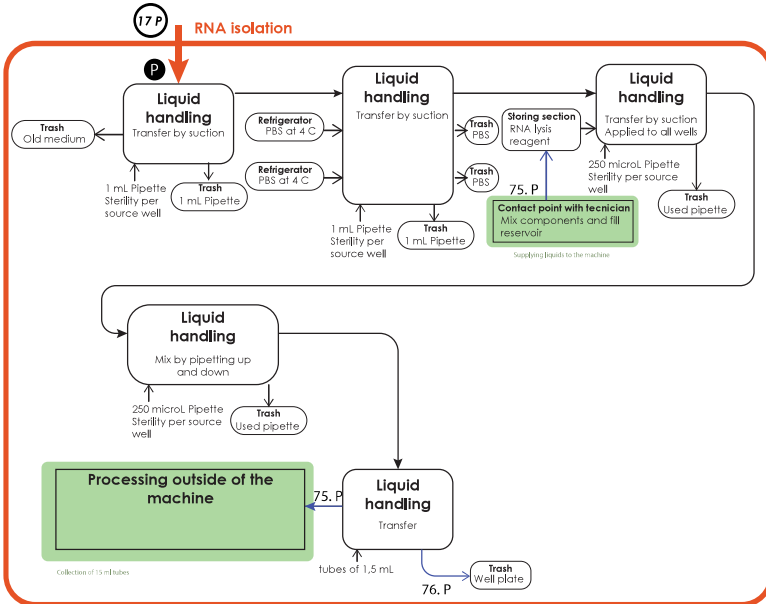 17 P
RNA isolation
P
Liquid
handling
Transfer by suction
Trash
Old medium
1 mL Pipette
Sterility per
source well
Trash
1 mL Pipette
Refrigerator
PBS at 4 C
Refrigerator
PBS at 4 C
Liquid
handling
Transfer by suction
Trash
PBS
Trash
PBS
1 mL Pipette
Sterility per
source well
Trash
1 mL Pipette
Storing section
RNA lysis
reagent
75. P
Contact point with tecnician
Mix components and fill
reservoir
Supplying liquids to the machine
Liquid
handling
Transfer by suction
Applied to all wells
250 microL Pipette
Sterility per source
well
Trash
Used pipette
Liquid
handling
Mix by pipetting up
and down
250 microL Pipette
Sterility per source
well
Trash
Used pipette
Processing outside of the
machine
Collection of 15 ml tubes
75. P
Liquid
handling
Transfer
tubes of 1,5 mL
76. P
Trash
Well plate